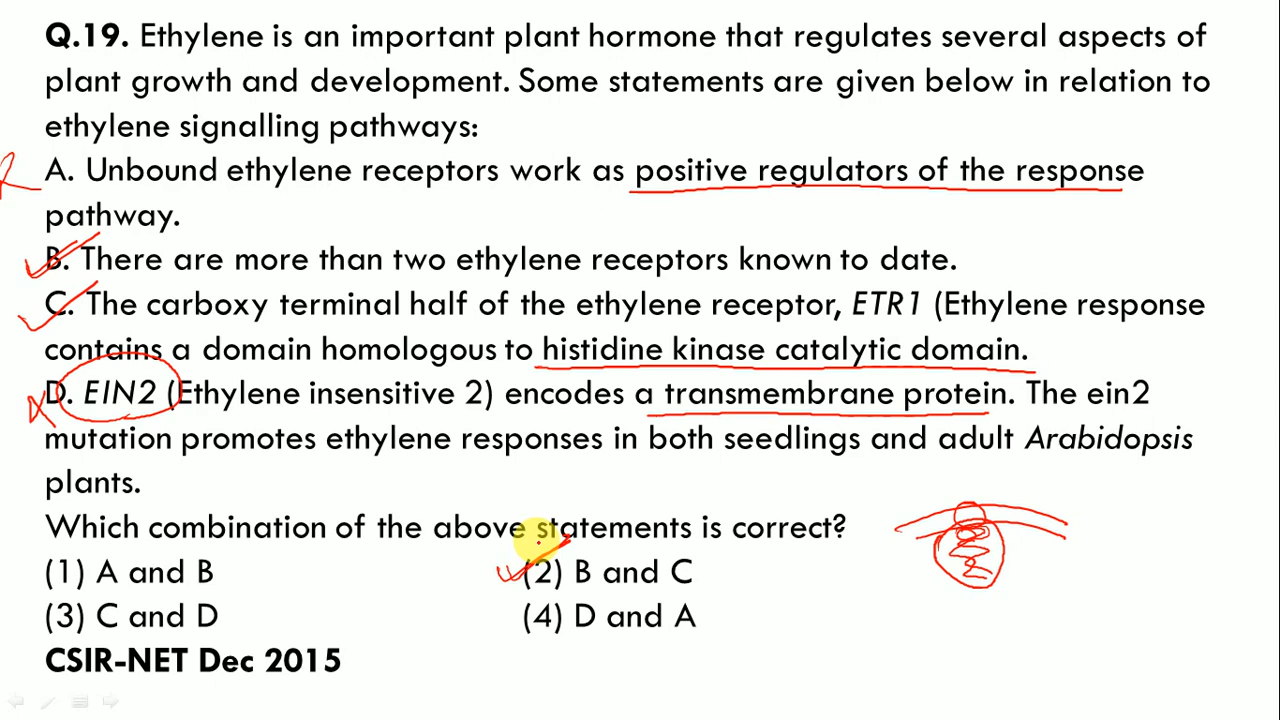 Q.19. Ethylene is an important plant hormone that regulates several aspects of
plant growth and development. Some statements are given below in relation to
ethylene signalling pathways:
A. Unbound ethylene receptors work as positive regulators of the response
pathway.
B. There are more than two ethylene receptors known to date.
C. The carboxy terminal half of the ethylene receptor, ETR1 (Ethylene response
contains a domain homologous to histidine kinase catalytic domain.
D. EIN2 (Ethylene insensitive 2) encodes a transmembrane protein. The ein2
mutation promotes ethylene responses in both seedlings and adult Arabidopsis
plants.
Which combination of the above statements is correct?
(1) A and B (2) B and C
(3) C and D (4) D and A
CSIR-NET Dec 2015